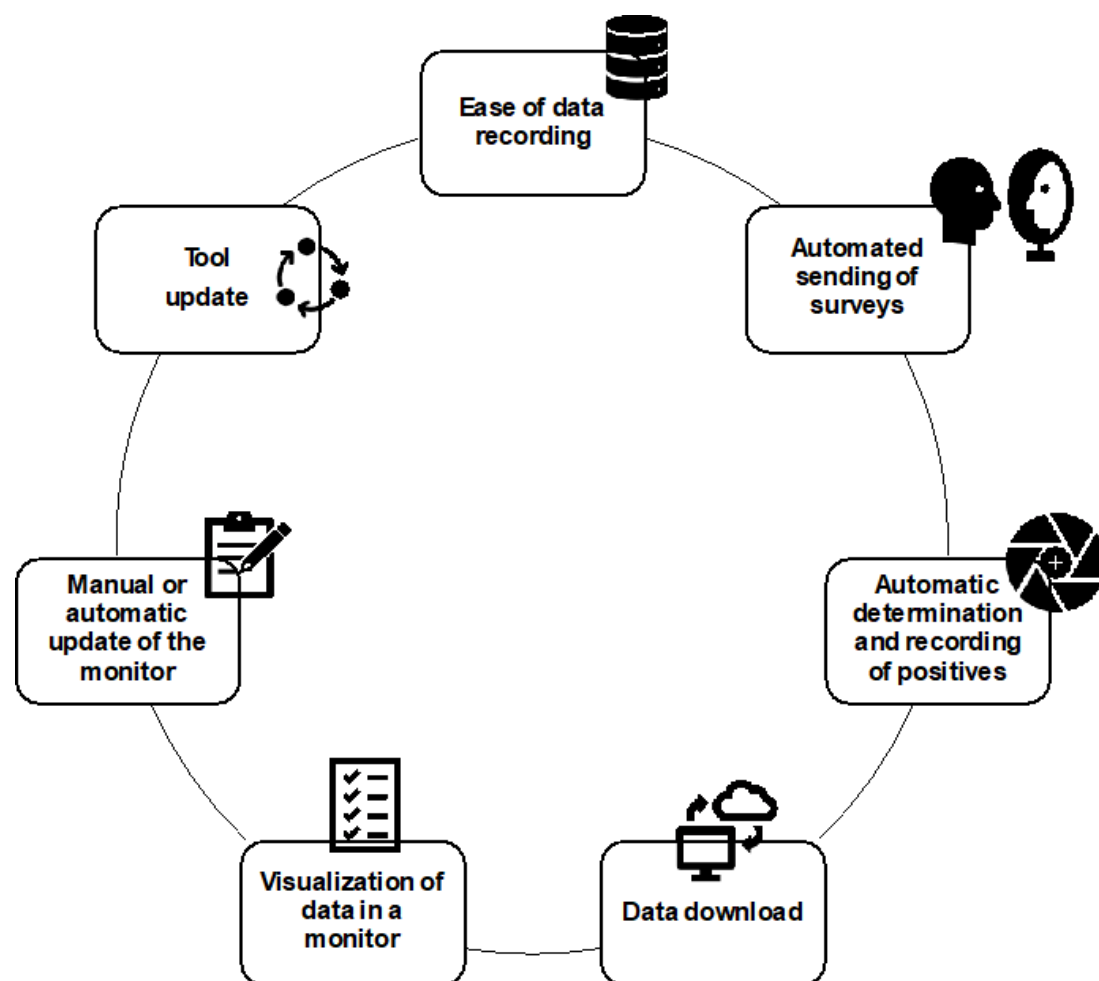 Ease of data
recording
Automated
sending of
surveys
Automatic
determination
and recording
of positives
Data download
Visualization of
data in a
monitor
Manual or
automatic
update of the
monitor
Tool
update